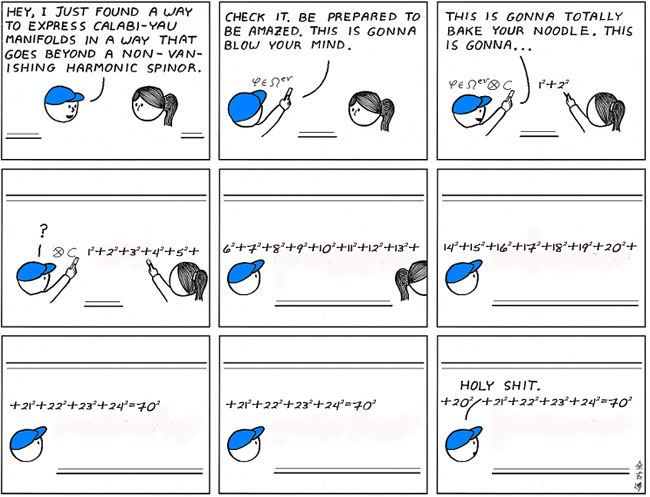 HEY, I JUST FOUND A WAY
TO EXPRESS CALABI-YAU
MANIFOLDS IN A WAY THAT
GOES BEYOND A NON-VAN-
ISHING HARMONIC SPINOR.
CHECK IT. BE PREPARED TO
BE AMAZED. THIS IS GONNA
BLOW YOUR MIND.
φ∈Ω^ev
THIS IS GONNA TOTALLY
BAKE YOUR NOODLE. THIS
IS GONNA...
φ∈Ω^ev⊗C
1²+2²
?
⊗C
1²+2²+3²+4²+5²+
6²+7²+8²+9²+10²+11²+12²+13²+
14²+15²+16²+17²+18²+19²+20²+
+21²+22²+23²+24²=70²
+21²+22²+23²+24²=70²
HOLY SHIT.
+20²+21²+22²+23²+24²=70²